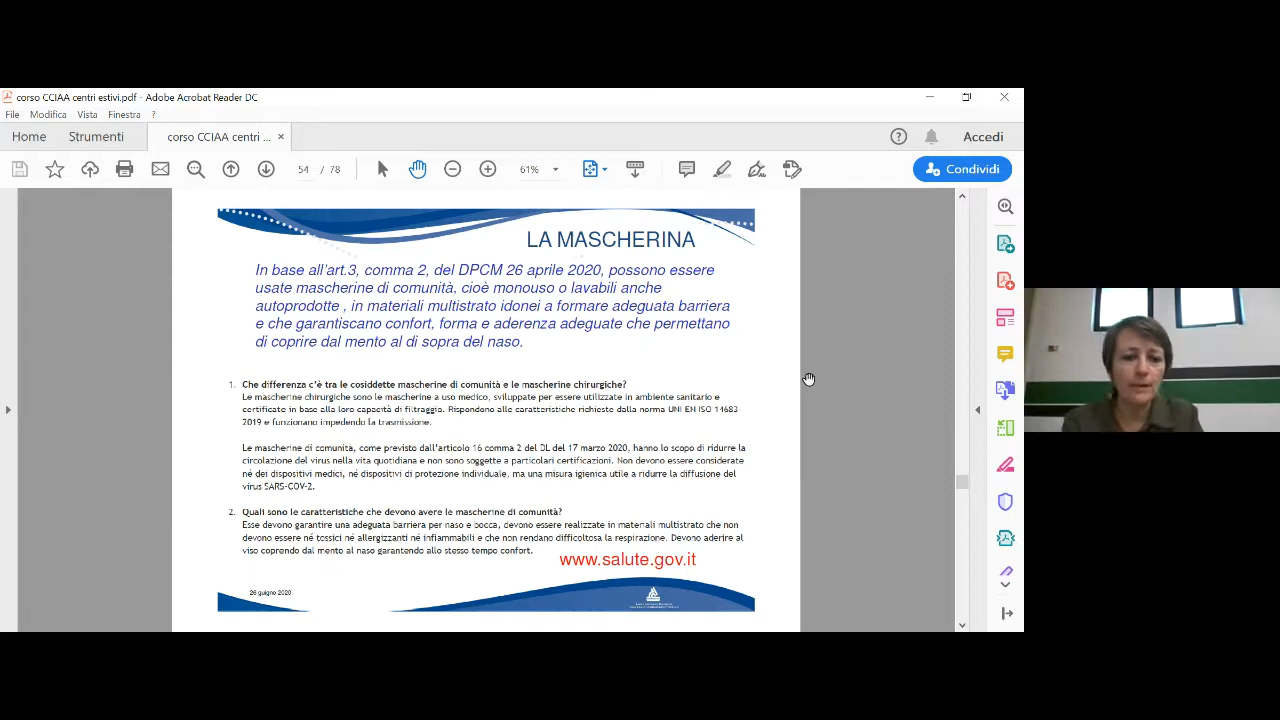 corso CCIAA centri estivi.pdf - Adobe Acrobat Reader DC
File Modifica Vista Finestra ?
Home Strumenti corso CCIAA centri ... × Accedi
54 / 78 61% Condividi
LA MASCHERINA
In base all'art.3, comma 2, del DPCM 26 aprile 2020, possono essere
usate mascherine di comunità, cioè monouso o lavabili anche
autoprodotte , in materiali multistrato idonei a formare adeguata barriera
e che garantiscano confort, forma e aderenza adeguate che permettano
di coprire dal mento al di sopra del naso.
1. Che differenza c'è tra le cosiddette mascherine di comunità e le mascherine chirurgiche?
Le mascherine chirurgiche sono le mascherine a uso medico, sviluppate per essere utilizzate in ambiente sanitario e
certificate in base alla loro capacità di filtraggio. Rispondono alle caratteristiche richieste dalla norma UNI EN ISO 14683-
2019 e funzionano impedendo la trasmissione.
Le mascherine di comunità, come previsto dall'articolo 16 comma 2 del DL del 17 marzo 2020, hanno lo scopo di ridurre la
circolazione del virus nella vita quotidiana e non sono soggette a particolari certificazioni. Non devono essere considerate
né dei dispositivi medici, né dispositivi di protezione individuale, ma una misura igienica utile a ridurre la diffusione del
virus SARS-COV-2.
2. Quali sono le caratteristiche che devono avere le mascherine di comunità?
Esse devono garantire una adeguata barriera per naso e bocca, devono essere realizzate in materiali multistrato che non
devono essere né tossici né allergizzanti né infiammabili e che non rendano difficoltosa la respirazione. Devono aderire al
viso coprendo dal mento al naso garantendo allo stesso tempo confort.
www.salute.gov.it
26 guigno 2020